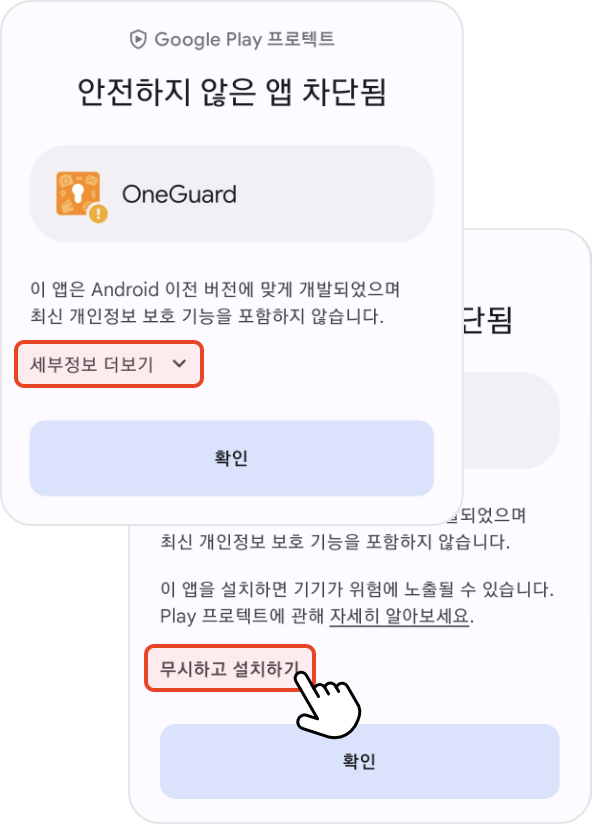 Google Play 프로텍트
안전하지 않은 앱 차단됨
OneGuard
이 앱은 Android 이전 버전에 맞게 개발되었으며
최신 개인정보 보호 기능을 포함하지 않습니다.
세부정보 더보기
확인
단됨
되었으며
최신 개인정보 보호 기능을 포함하지 않습니다.
이 앱을 설치하면 기기가 위험에 노출될 수 있습니다.
Play 프로텍트에 관해 자세히 알아보세요.
무시하고 설치하기
확인